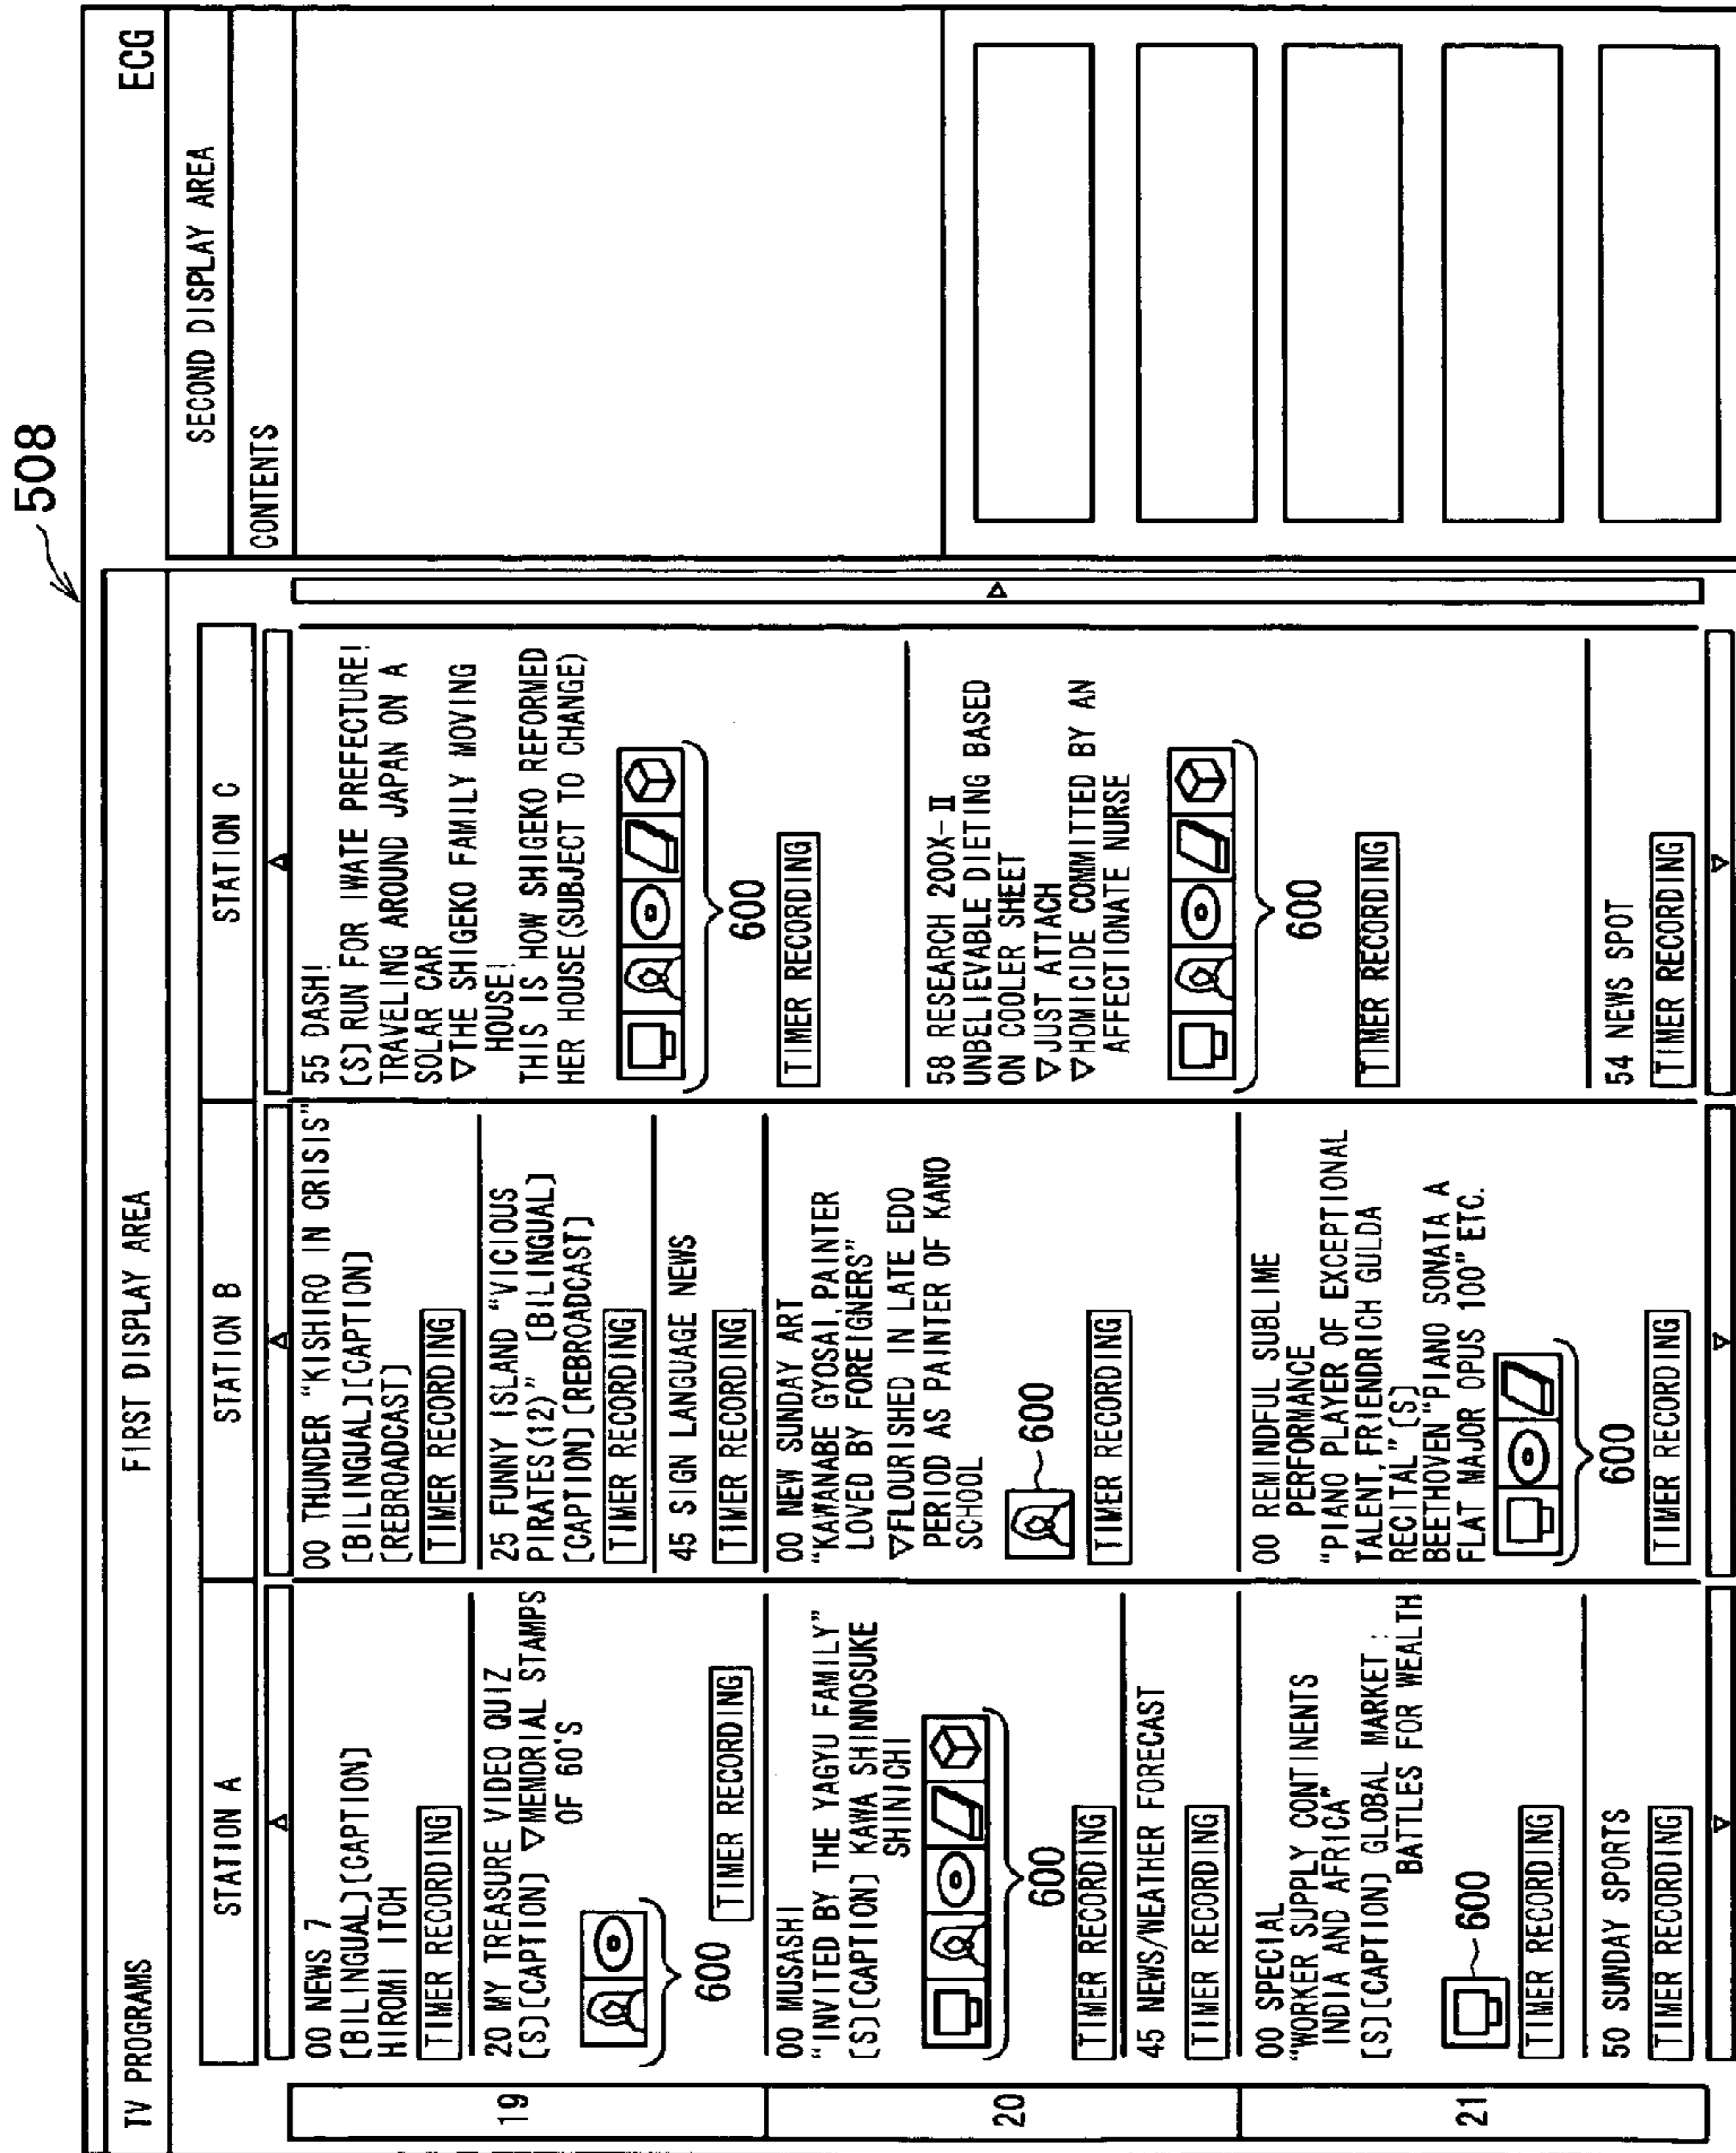 508
TV PROGRAMS
ECG
FIRST DISPLAY AREA
SECOND DISPLAY AREA
CONTENTS
STATION A
STATION B
STATION C
19
20
21
00 NEWS 7
[BILINGUAL][CAPTION]
HIROMI ITOH
TIMER RECORDING
20 MY TREASURE VIDEO QUIZ
[S][CAPTION] ▽MEMORIAL STAMPS
OF 60'S
600
TIMER RECORDING
00 MUSASHI
"INVITED BY THE YAGYU FAMILY"
[S][CAPTION] KAWA SHINNOSUKE
SHINICHI
600
TIMER RECORDING
45 NEWS/WEATHER FORECAST
TIMER RECORDING
00 SPECIAL
"WORKER SUPPLY CONTINENTS
INDIA AND AFRICA"
[S][CAPTION] GLOBAL MARKET:
BATTLES FOR WEALTH
600
TIMER RECORDING
50 SUNDAY SPORTS
TIMER RECORDING
00 THUNDER "KISHIRO IN CRISIS"
[BILINGUAL][CAPTION]
[REBROADCAST]
TIMER RECORDING
25 FUNNY ISLAND "VICIOUS
PIRATES(12)" [BILINGUAL]
[CAPTION][REBROADCAST]
TIMER RECORDING
45 SIGN LANGUAGE NEWS
TIMER RECORDING
00 NEW SUNDAY ART
"KAWANABE GYOSAI, PAINTER
LOVED BY FOREIGNERS"
▽FLOURISHED IN LATE EDO
PERIOD AS PAINTER OF KANO
SCHOOL
600
TIMER RECORDING
00 REMINDFUL SUBLIME
PERFORMANCE
"PIANO PLAYER OF EXCEPTIONAL
TALENT, FRIENDRICH GULDA
RECITAL"[S]
BEETHOVEN "PIANO SONATA A
FLAT MAJOR OPUS 100" ETC.
600
TIMER RECORDING
55 DASH!
[S] RUN FOR IWATE PREFECTURE!
TRAVELING AROUND JAPAN ON A
SOLAR CAR
▽THE SHIGEKO FAMILY MOVING
HOUSE!
THIS IS HOW SHIGEKO REFORMED
HER HOUSE(SUBJECT TO CHANGE)
600
TIMER RECORDING
58 RESEARCH 200X-II
UNBELIEVABLE DIETING BASED
ON COOLER SHEET
▽JUST ATTACH
▽HOMICIDE COMMITTED BY AN
AFFECTIONATE NURSE
600
TIMER RECORDING
54 NEWS SPOT
TIMER RECORDING